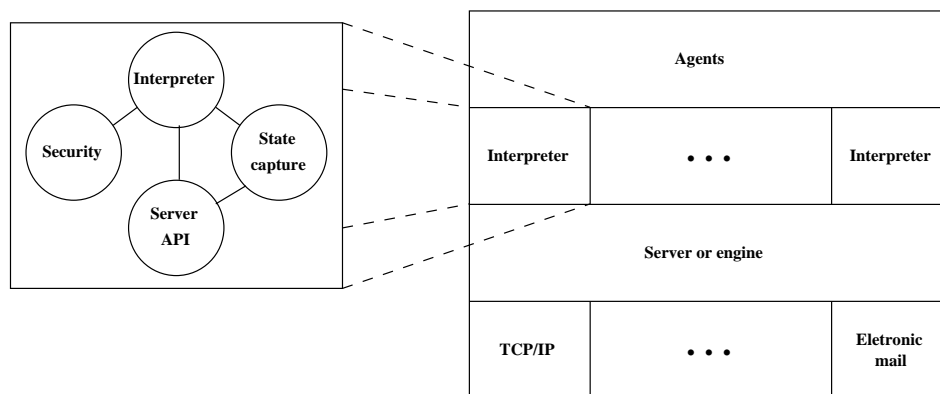 Interpreter
Security
State
capture
Server
API
Agents
Interpreter
• • •
Interpreter
Server or engine
TCP/IP
• • •
Eletronic
mail